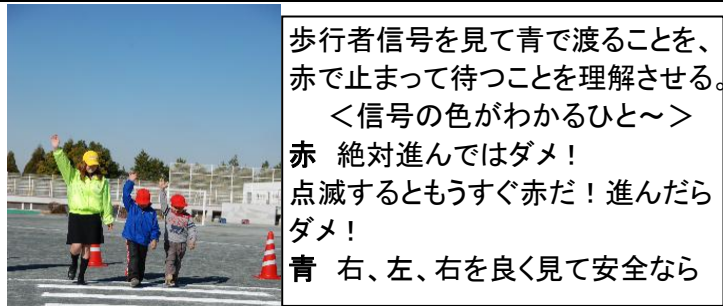 歩行者信号を見て青で渡ることを、
赤で止まって待つことを理解させる。
＜信号の色がわかるひと～＞
赤　絶対進んではダメ！
点滅するともうすぐ赤だ！進んだら
ダメ！
青　右、左、右を良く見て安全なら